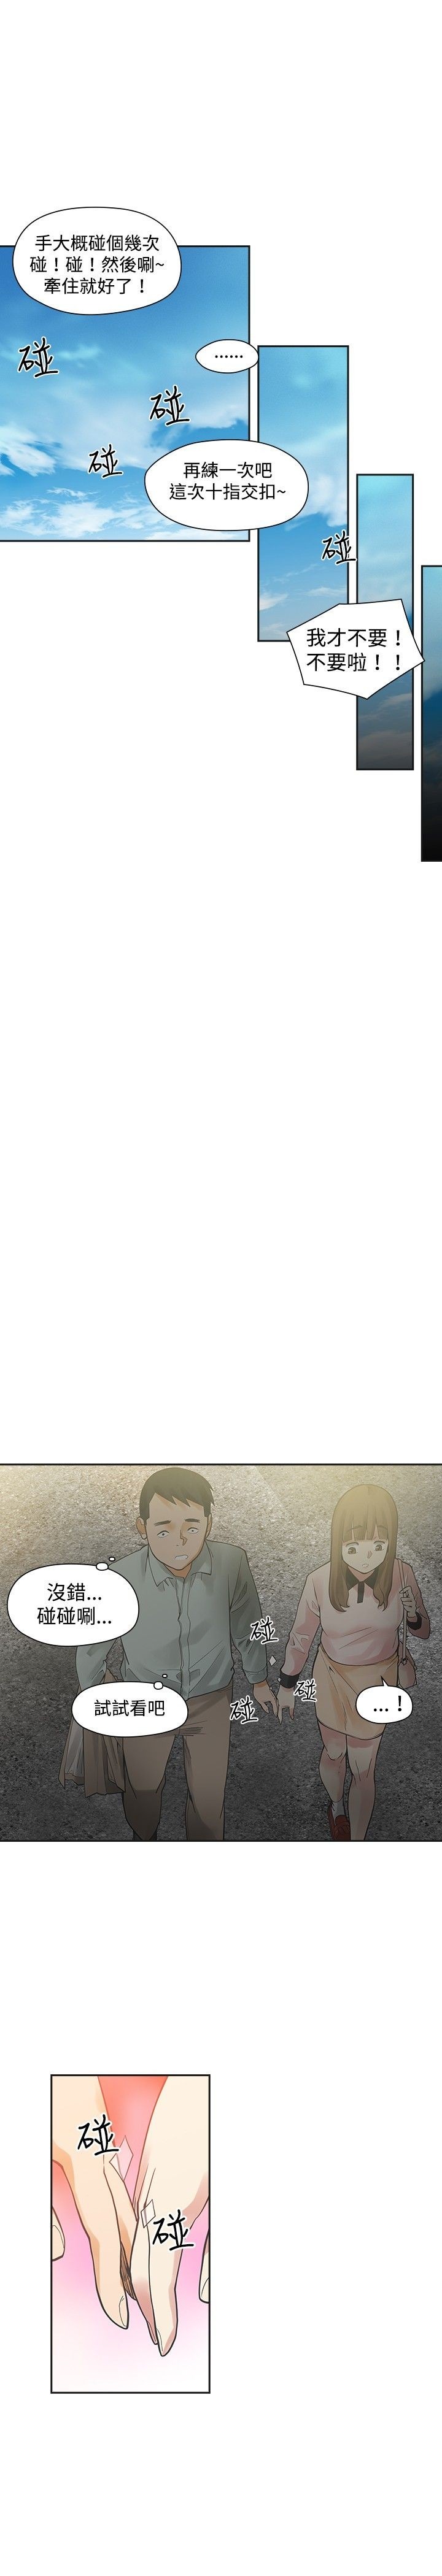 手大概碰個幾次
碰！碰！然後唰~
牽住就好了！
碰
......
碰
碰
再練一次吧
這次十指交扣~
碰
我才不要！
不要啦！！
沒錯...
碰碰唰...
碰
碰
碰
試試看吧
...！
碰
碰